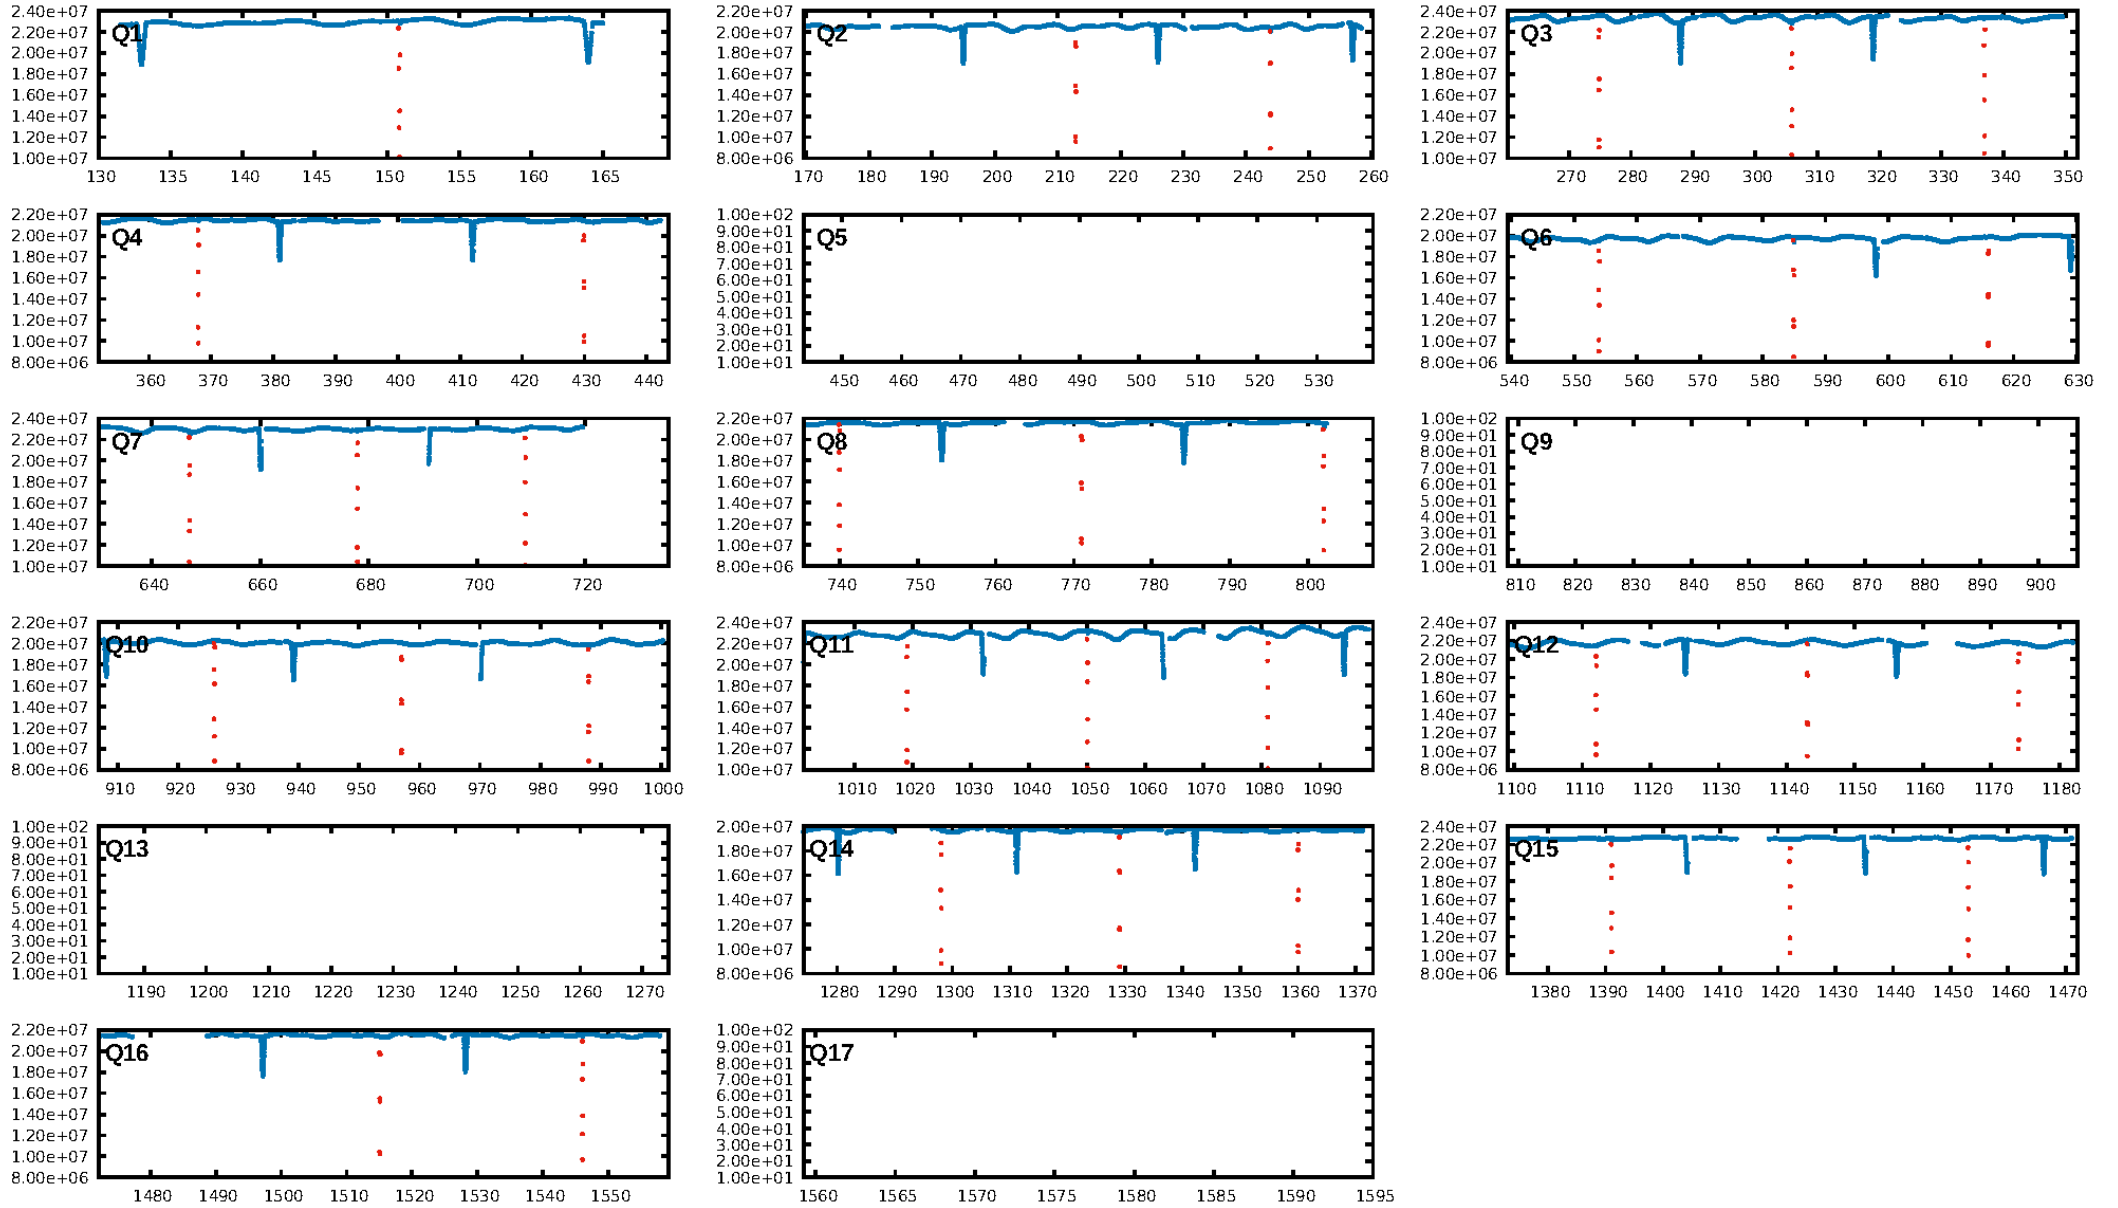 2.40e+07
2.20e+07
2.00e+07
1.80e+07
1.60e+07
1.40e+07
1.20e+07
1.00e+07
Q1
130 135 140 145 150 155 160 165
2.20e+07
2.00e+07
1.80e+07
1.60e+07
1.40e+07
1.20e+07
1.00e+07
8.00e+06
Q2
170 180 190 200 210 220 230 240 250 260
2.40e+07
2.20e+07
2.00e+07
1.80e+07
1.60e+07
1.40e+07
1.20e+07
1.00e+07
Q3
270 280 290 300 310 320 330 340 350
2.20e+07
2.00e+07
1.80e+07
1.60e+07
1.40e+07
1.20e+07
1.00e+07
8.00e+06
Q4
360 370 380 390 400 410 420 430 440
1.00e+02
9.00e+01
8.00e+01
7.00e+01
6.00e+01
5.00e+01
4.00e+01
3.00e+01
2.00e+01
1.00e+01
Q5
450 460 470 480 490 500 510 520 530
2.20e+07
2.00e+07
1.80e+07
1.60e+07
1.40e+07
1.20e+07
1.00e+07
8.00e+06
Q6
540 550 560 570 580 590 600 610 620 630
2.40e+07
2.20e+07
2.00e+07
1.80e+07
1.60e+07
1.40e+07
1.20e+07
1.00e+07
Q7
640 660 680 700 720
2.20e+07
2.00e+07
1.80e+07
1.60e+07
1.40e+07
1.20e+07
1.00e+07
8.00e+06
Q8
740 750 760 770 780 790 800
1.00e+02
9.00e+01
8.00e+01
7.00e+01
6.00e+01
5.00e+01
4.00e+01
3.00e+01
2.00e+01
1.00e+01
Q9
810 820 830 840 850 860 870 880 890 900
2.20e+07
2.00e+07
1.80e+07
1.60e+07
1.40e+07
1.20e+07
1.00e+07
8.00e+06
Q10
910 920 930 940 950 960 970 980 990 1000
2.40e+07
2.20e+07
2.00e+07
1.80e+07
1.60e+07
1.40e+07
1.20e+07
1.00e+07
Q11
1010 1020 1030 1040 1050 1060 1070 1080 1090
2.40e+07
2.20e+07
2.00e+07
1.80e+07
1.60e+07
1.40e+07
1.20e+07
1.00e+07
8.00e+06
Q12
1100 1110 1120 1130 1140 1150 1160 1170 1180
1.00e+02
9.00e+01
8.00e+01
7.00e+01
6.00e+01
5.00e+01
4.00e+01
3.00e+01
2.00e+01
1.00e+01
Q13
1190 1200 1210 1220 1230 1240 1250 1260 1270
2.00e+07
1.80e+07
1.60e+07
1.40e+07
1.20e+07
1.00e+07
8.00e+06
Q14
1280 1290 1300 1310 1320 1330 1340 1350 1360 1370
2.40e+07
2.20e+07
2.00e+07
1.80e+07
1.60e+07
1.40e+07
1.20e+07
1.00e+07
8.00e+06
Q15
1380 1390 1400 1410 1420 1430 1440 1450 1460 1470
2.20e+07
2.00e+07
1.80e+07
1.60e+07
1.40e+07
1.20e+07
1.00e+07
8.00e+06
Q16
1480 1490 1500 1510 1520 1530 1540 1550
1.00e+02
9.00e+01
8.00e+01
7.00e+01
6.00e+01
5.00e+01
4.00e+01
3.00e+01
2.00e+01
1.00e+01
Q17
1560 1565 1570 1575 1580 1585 1590 1595